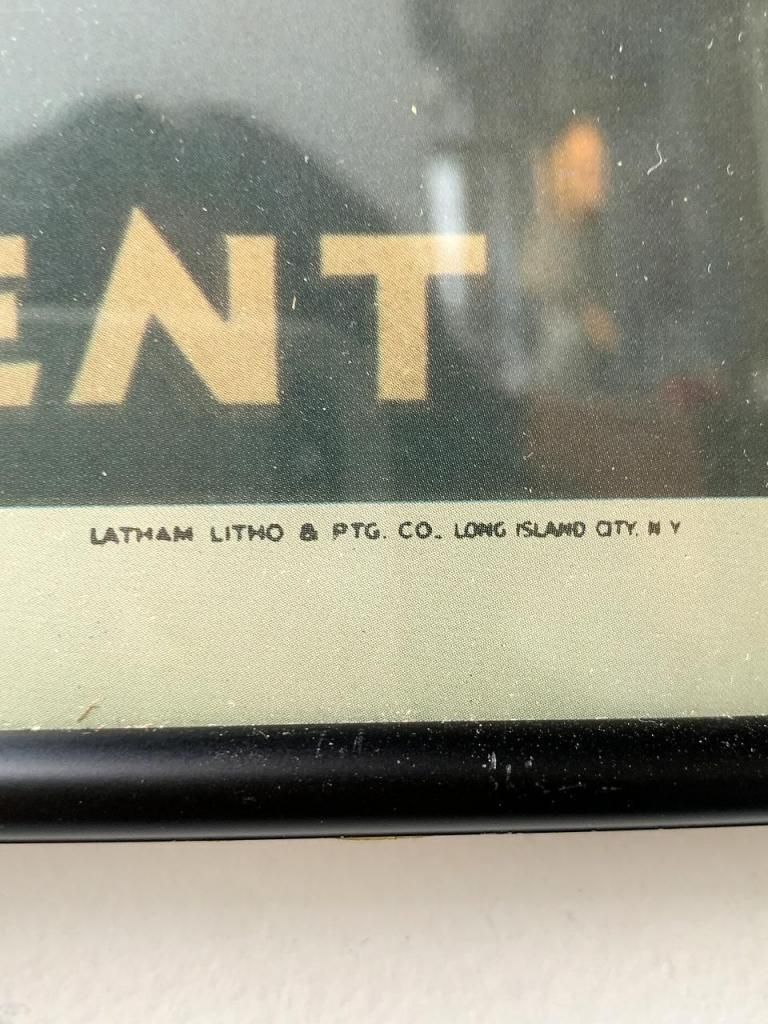 ENT
LATHAM LITHO & PTG. CO. LONG ISLAND CITY. N Y